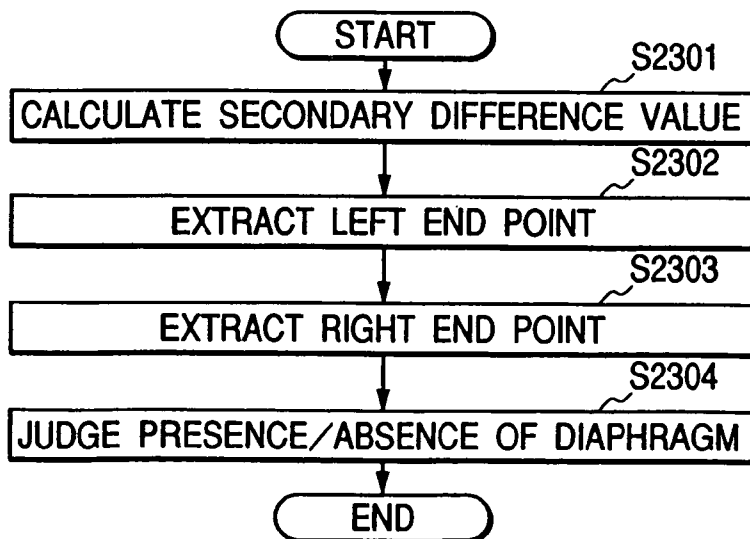 START
S2301
CALCULATE SECONDARY DIFFERENCE VALUE
S2302
EXTRACT LEFT END POINT
S2303
EXTRACT RIGHT END POINT
S2304
JUDGE PRESENCE/ABSENCE OF DIAPHRAGM
END